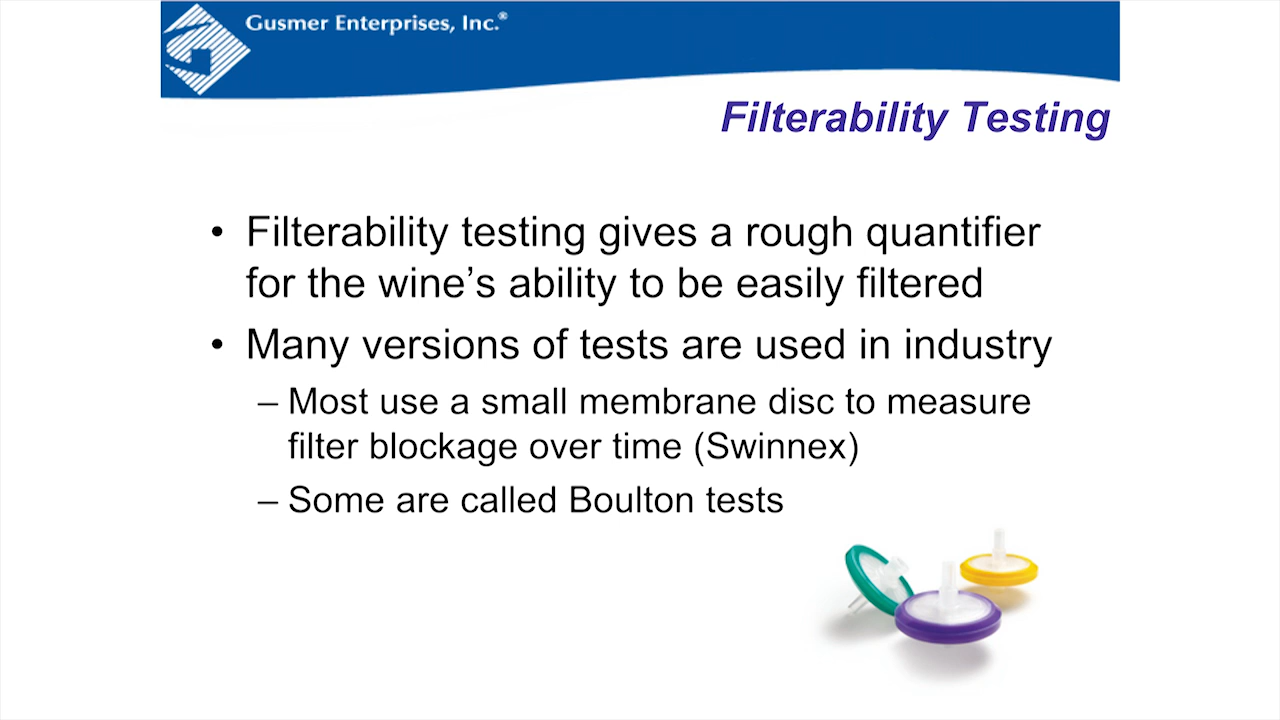 Gusmer Enterprises, Inc.®
Filterability Testing
• Filterability testing gives a rough quantifier
for the wine’s ability to be easily filtered
• Many versions of tests are used in industry
– Most use a small membrane disc to measure
filter blockage over time (Swinnex)
– Some are called Boulton tests